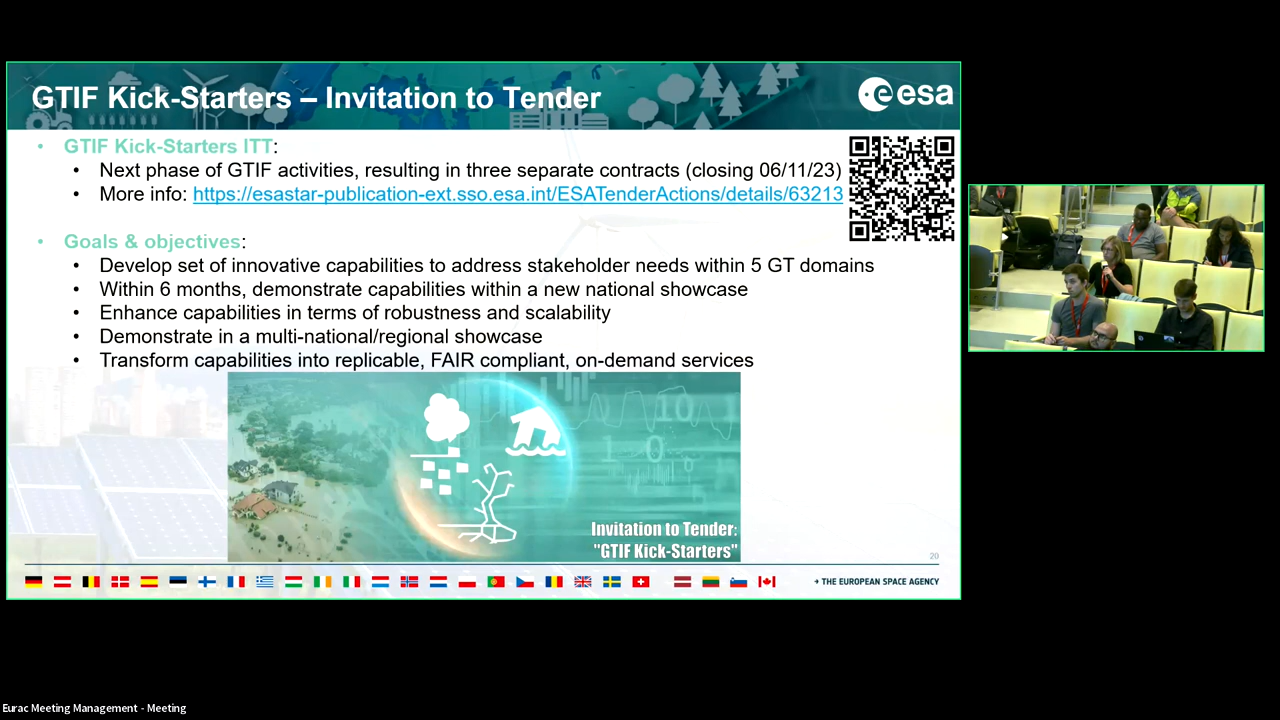 GTIF Kick-Starters – Invitation to Tender
esa
• GTIF Kick-Starters ITT:
• Next phase of GTIF activities, resulting in three separate contracts (closing 06/11/23)
• More info: https://esastar-publication-ext.sso.esa.int/ESATenderActions/details/63213
• Goals & objectives:
• Develop set of innovative capabilities to address stakeholder needs within 5 GT domains
• Within 6 months, demonstrate capabilities within a new national showcase
• Enhance capabilities in terms of robustness and scalability
• Demonstrate in a multi-national/regional showcase
• Transform capabilities into replicable, FAIR compliant, on-demand services
10
1 0
Invitation to Tender:
"GTIF Kick-Starters"
20
→ THE EUROPEAN SPACE AGENCY
Eurac Meeting Management - Meeting